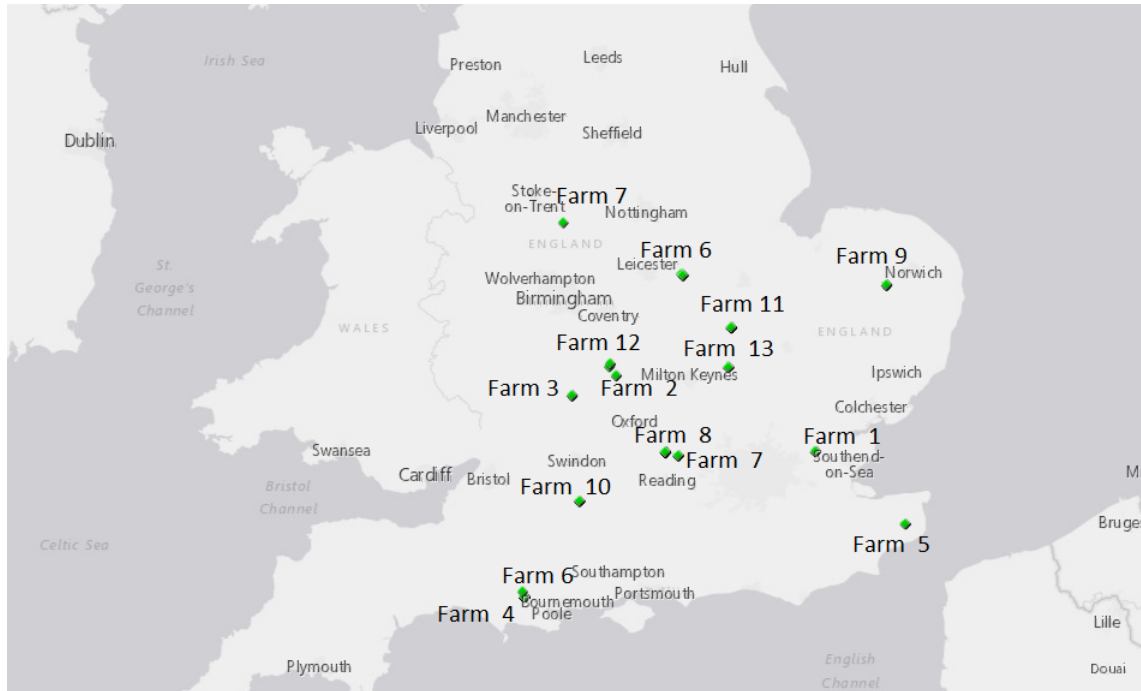 Irish Sea
Preston
Leeds
Hull
Manchester
Liverpool
Dublin
Sheffield
Stoke-
on-Trent
Farm 7
Nottingham
ENGLAND
Farm 6
Leicester
Farm 9
Norwich
St.
George's
Channel
Wolverhampton
Birmingham
Coventry
Farm 11
WALES
ENGLAND
Farm 12
Farm 13
Milton Keynes
Ipswich
Farm 3
Farm 2
Colchester
Oxford
Farm 8
Farm 1
Swansea
Cardiff
Bristol
Swindon
Farm 7
Southend-
on-Sea
Reading
Farm 10
Bristol
Channel
Celtic Sea
Farm 5
Bruges
Farm 6
Southampton
Portsmouth
Bournemouth
Farm 4
Poole
Lille
Plymouth
English
Channel
Douai